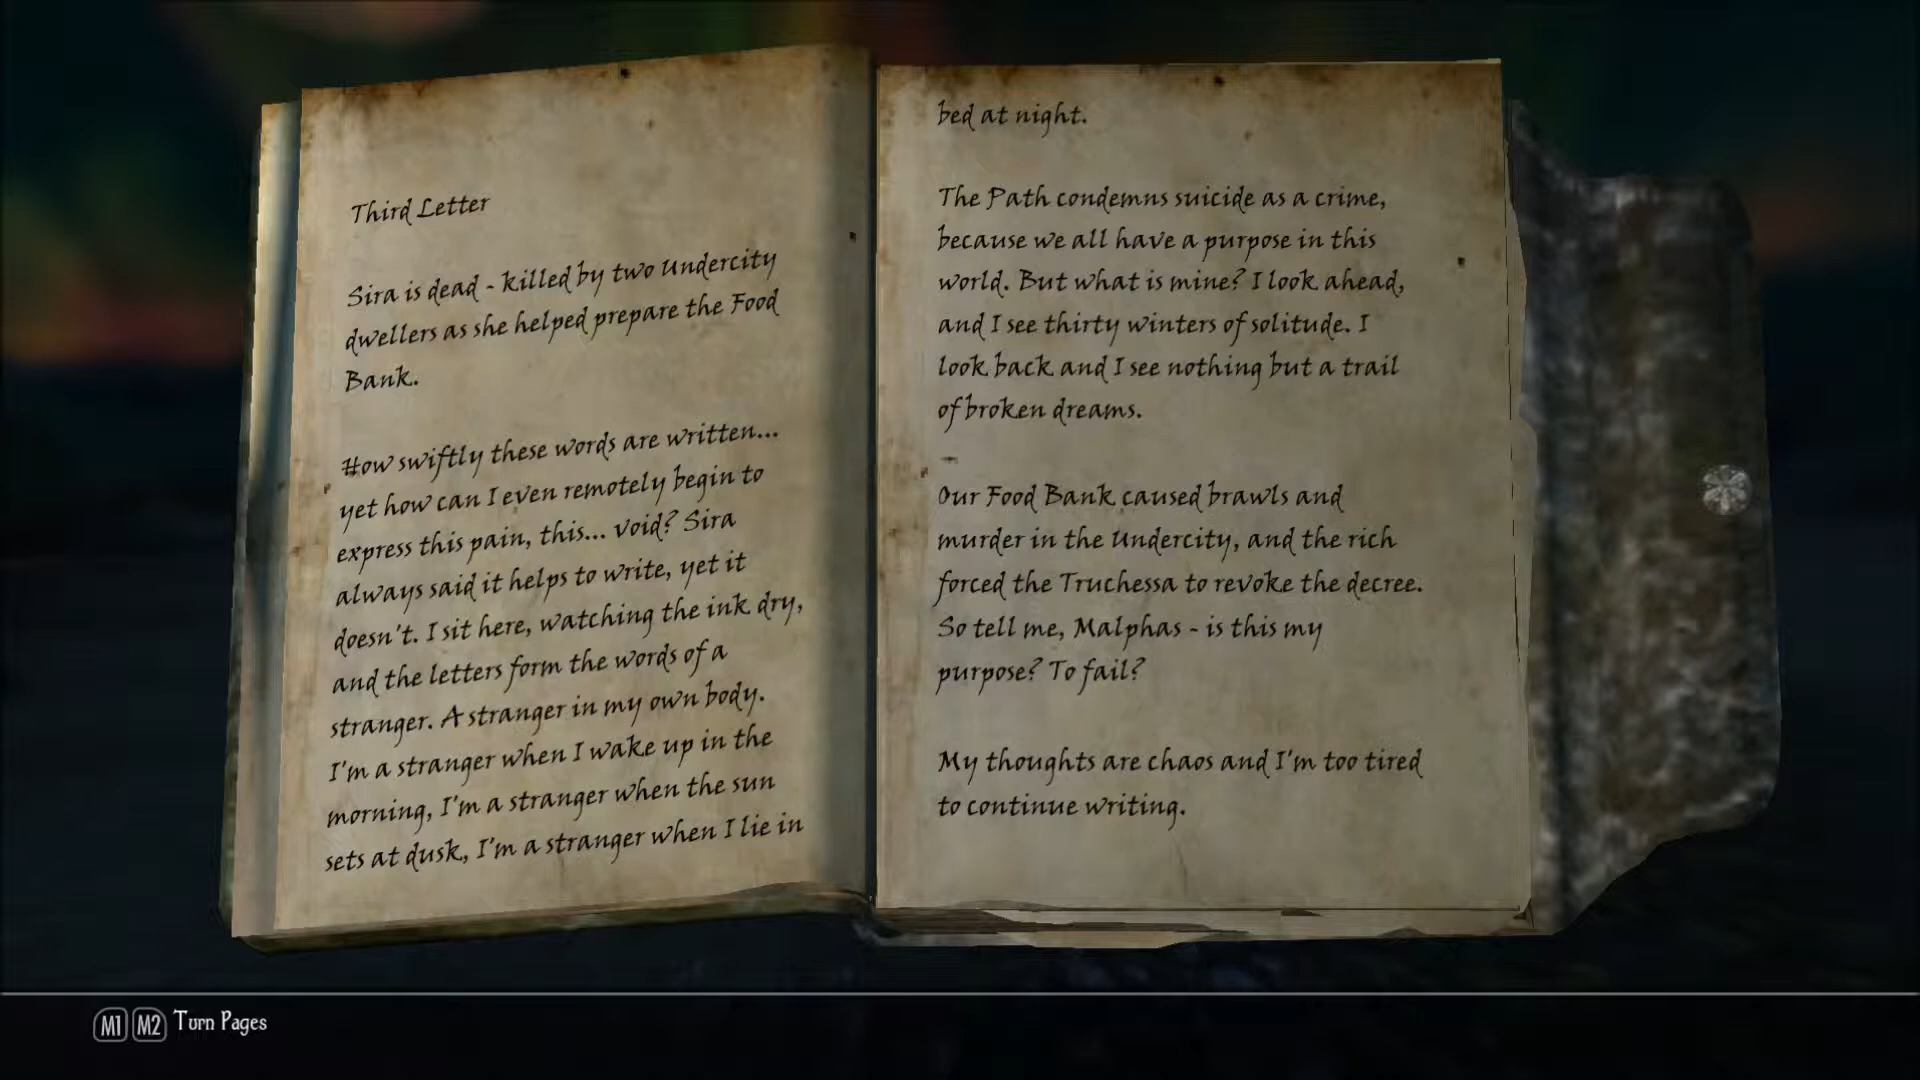 Third Letter
Sira is dead - killed by two Undercity
dwellers as she helped prepare the Food
Bank.
How swiftly these words are written...
yet how can I even remotely begin to
express this pain, this... void? Sira
always said it helps to write, yet it
doesn't. I sit here, watching the ink dry,
and the letters form the words of a
stranger. A stranger in my own body.
I'm a stranger when I wake up in the
morning, I'm a stranger when the sun
sets at dusk, I'm a stranger when I lie in
bed at night.
The Path condemns suicide as a crime,
because we all have a purpose in this
world. But what is mine? I look ahead,
and I see thirty winters of solitude. I
look back and I see nothing but a trail
of broken dreams.
Our Food Bank caused brawls and
murder in the Undercity, and the rich
forced the Truchessa to revoke the decree.
So tell me, Malphas - is this my
purpose? To fail?
My thoughts are chaos and I'm too tired
to continue writing.
M1 M2 Turn Pages